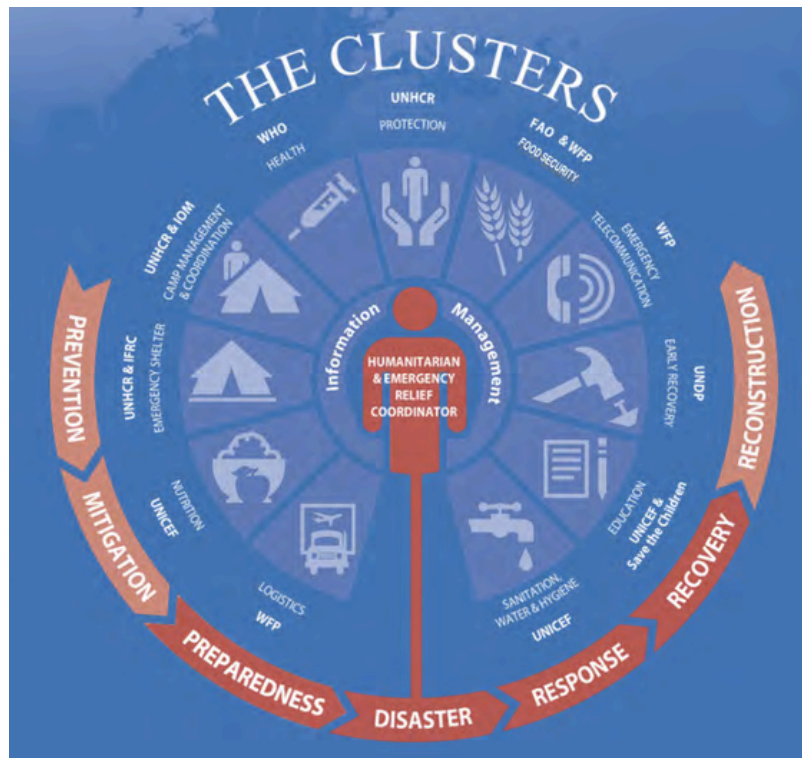 THE CLUSTERS
UNHCR
PROTECTION
FAO & WFP
FOOD SECURITY
WFP
EMERGENCY
TELECOMMUNICATION
UNDP
EARLY RECOVERY
EDUCATION
UNICEF &
Save the Children
SANITATION,
WATER & HYGIENE
UNICEF
LOGISTICS
WFP
NUTRITION
UNICEF
UNHCR & IFRC
EMERGENCY SHELTER
UNHCR & IOM
CAMP MANAGEMENT
& COORDINATION
WHO
HEALTH
Information
Management
HUMANITARIAN
& EMERGENCY
RELIEF
COORDINATOR
PREVENTION
MITIGATION
PREPAREDNESS
DISASTER
RESPONSE
RECOVERY
RECONSTRUCTION